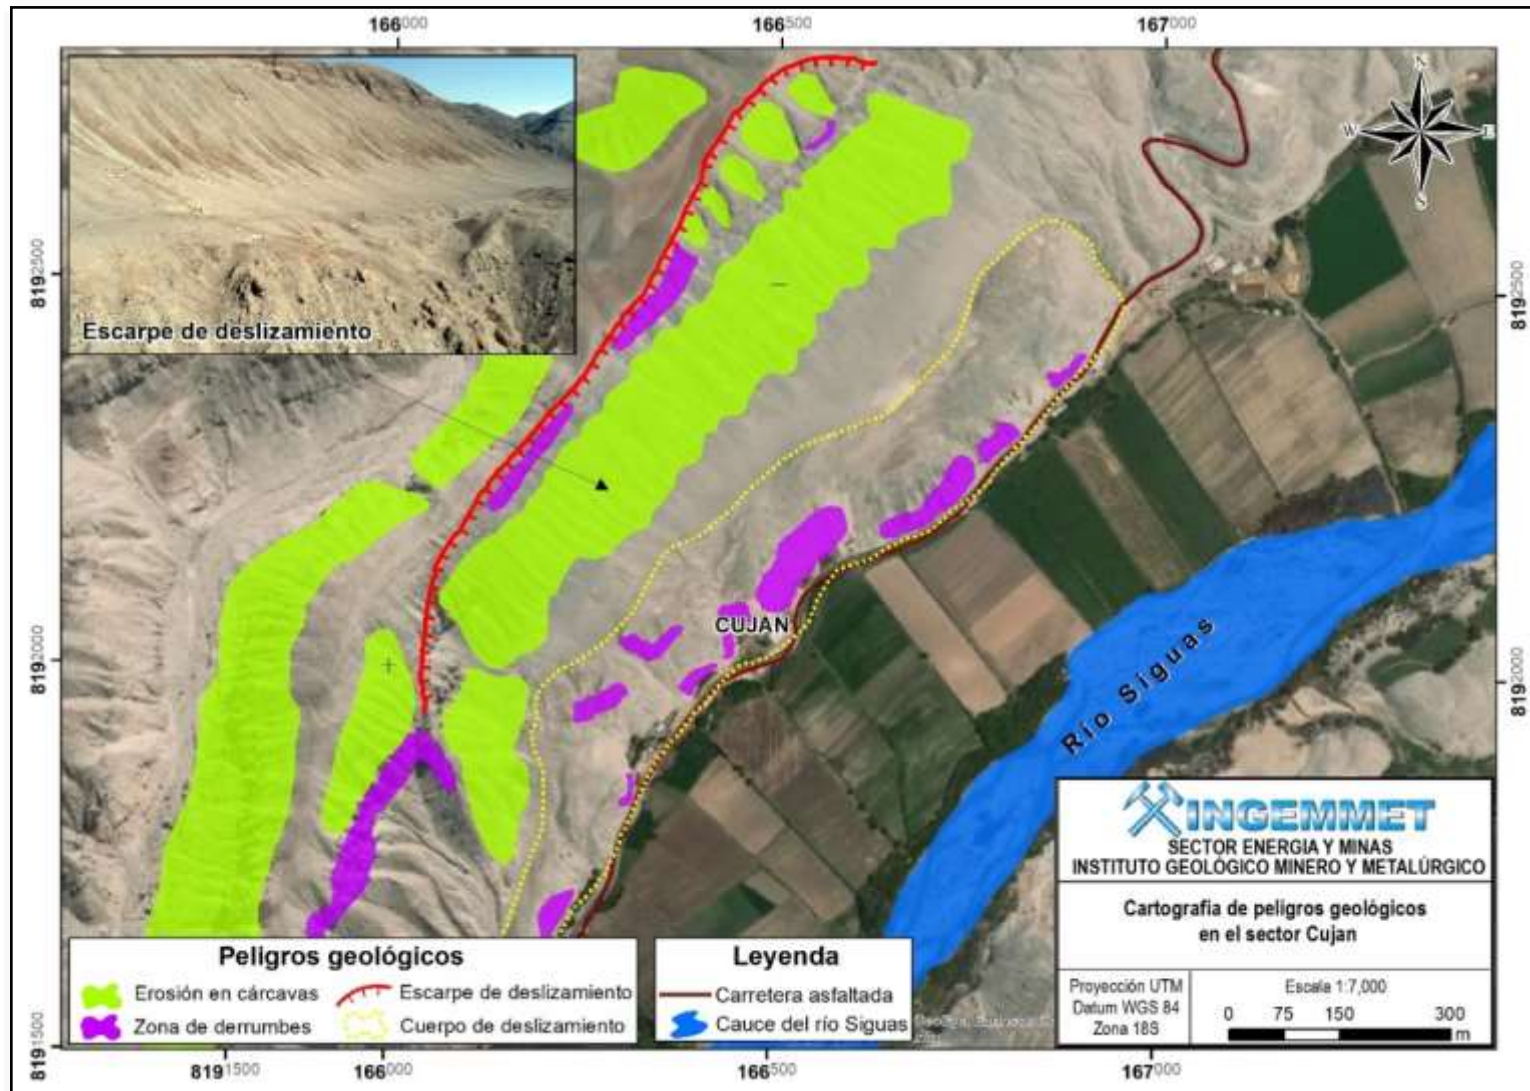 166000
166500
167000
8192500
8192500
N
W
E
S
Escarpe de deslizamiento
8192000
8192000
CUJAN
Río Siguas
INGEMMET
SECTOR ENERGIA Y MINAS
INSTITUTO GEOLÓGICO MINERO Y METALÚRGICO
Cartografia de peligros geológicos
en el sector Cujan
Proyección UTM
Datum WGS 84
Zona 18S
Escala 1:7,000
0 75 150 300
m
Peligros geológicos
Erosión en cárcavas
Escarpe de deslizamiento
Zona de derrumbes
Cuerpo de deslizamiento
Leyenda
Carretera asfaltada
Cauce del río Siguas
8191500
8191500
166000
166500
167000